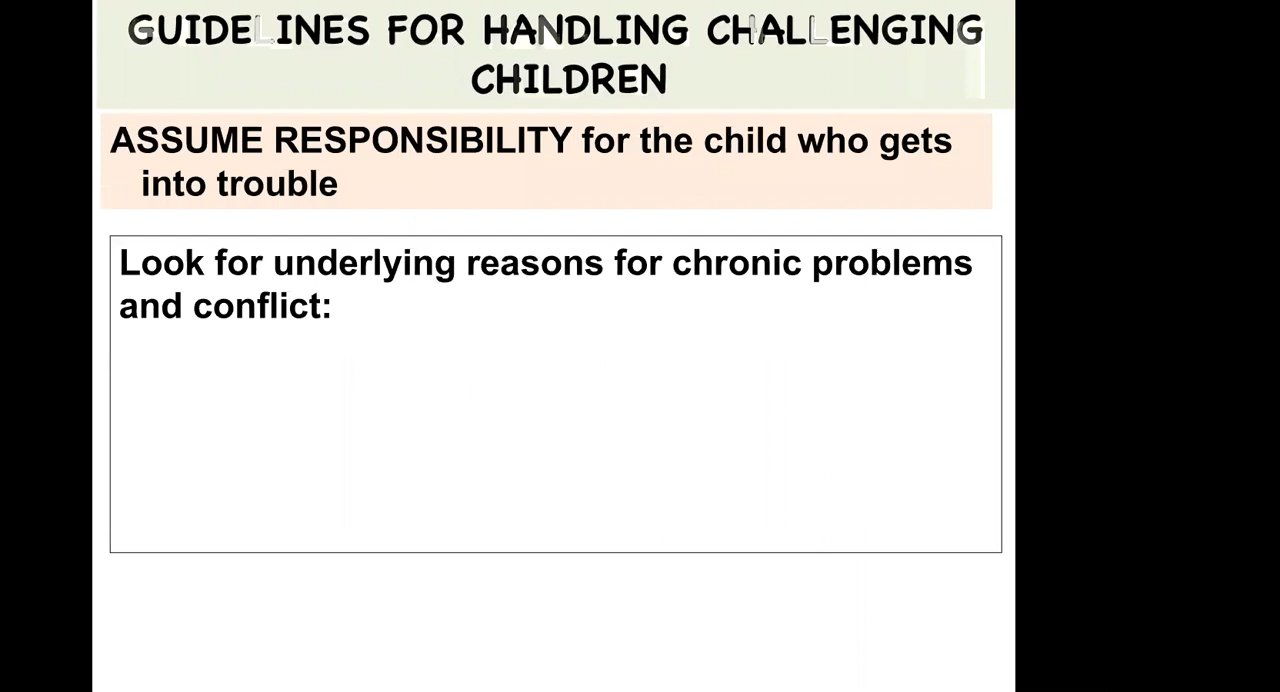 GUIDELINES FOR HANDLING CHALLENGING
CHILDREN
ASSUME RESPONSIBILITY for the child who gets
into trouble
Look for underlying reasons for chronic problems
and conflict: